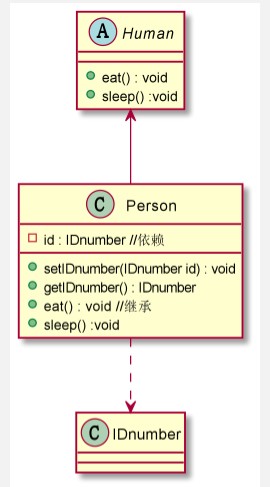 A Human
eat() : void
sleep() :void
C Person
id : IDnumber //依赖
setIDnumber(IDnumber id) : void
getIDnumber() : IDnumber
eat() : void //继承
sleep() :void
C IDnumber